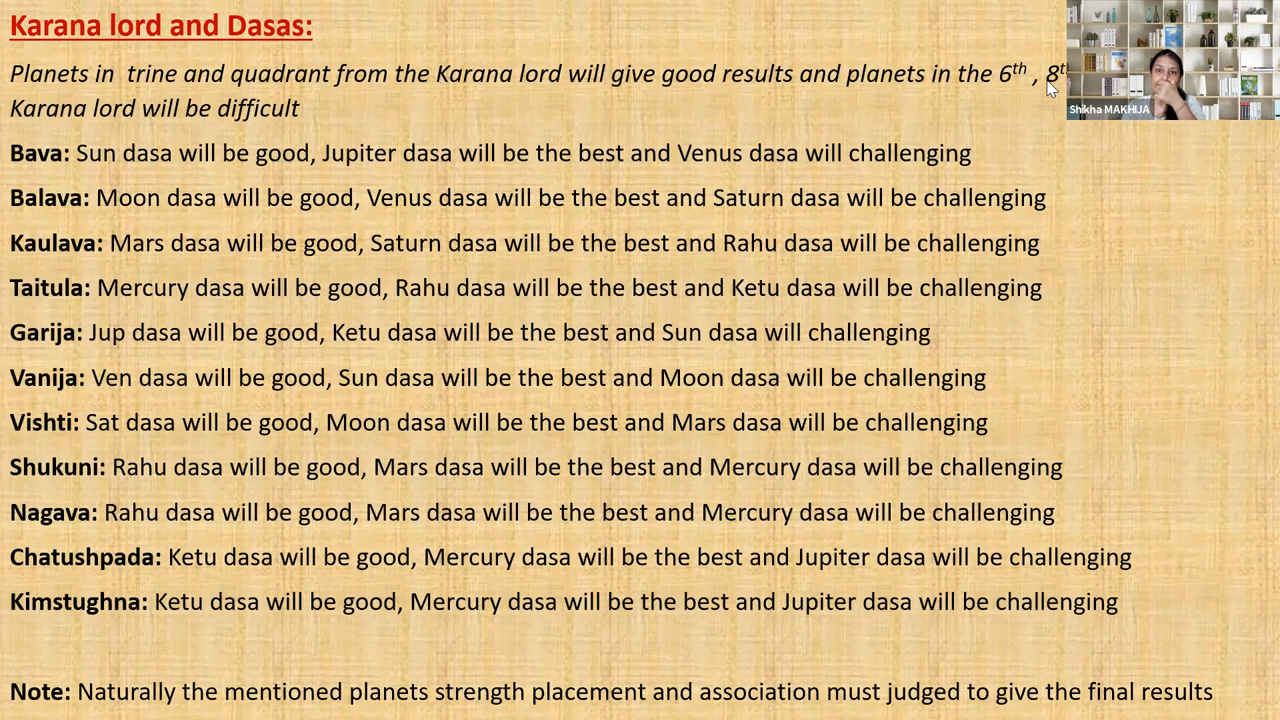 Karana lord and Dasas:
Planets in trine and quadrant from the Karana lord will give good results and planets in the 6th , 8t
Karana lord will be difficult
Shikha MAKHIJA
Bava: Sun dasa will be good, Jupiter dasa will be the best and Venus dasa will challenging
Balava: Moon dasa will be good, Venus dasa will be the best and Saturn dasa will be challenging
Kaulava: Mars dasa will be good, Saturn dasa will be the best and Rahu dasa will be challenging
Taitula: Mercury dasa will be good, Rahu dasa will be the best and Ketu dasa will be challenging
Garija: Jup dasa will be good, Ketu dasa will be the best and Sun dasa will challenging
Vanija: Ven dasa will be good, Sun dasa will be the best and Moon dasa will be challenging
Vishti: Sat dasa will be good, Moon dasa will be the best and Mars dasa will be challenging
Shukuni: Rahu dasa will be good, Mars dasa will be the best and Mercury dasa will be challenging
Nagava: Rahu dasa will be good, Mars dasa will be the best and Mercury dasa will be challenging
Chatushpada: Ketu dasa will be good, Mercury dasa will be the best and Jupiter dasa will be challenging
Kimstughna: Ketu dasa will be good, Mercury dasa will be the best and Jupiter dasa will be challenging
Note: Naturally the mentioned planets strength placement and association must judged to give the final results